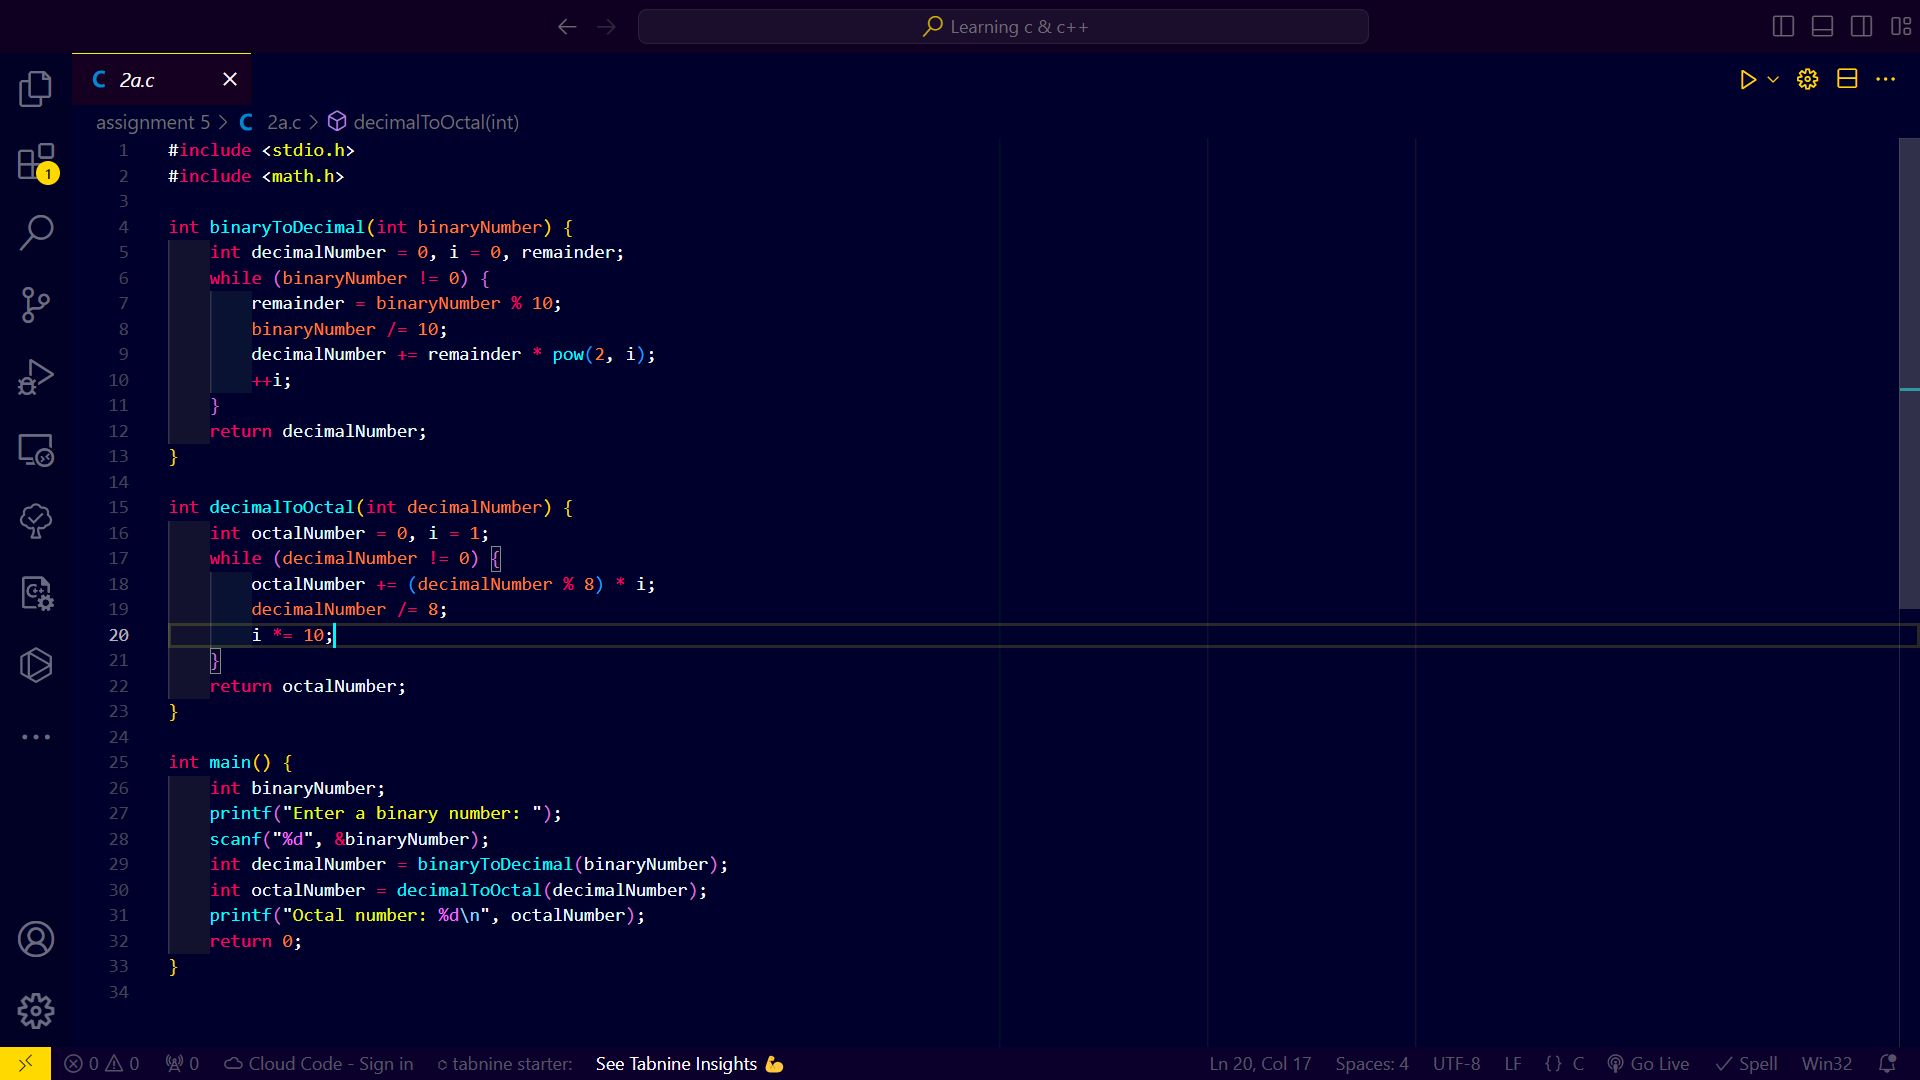 Learning c & c++
C 2a.c
assignment 5 > C 2a.c > decimalToOctal(int)
1 #include <stdio.h>
2 #include <math.h>
3
4 int binaryToDecimal(int binaryNumber) {
5     int decimalNumber = 0, i = 0, remainder;
6     while (binaryNumber != 0) {
7         remainder = binaryNumber % 10;
8         binaryNumber /= 10;
9         decimalNumber += remainder * pow(2, i);
10         ++i;
11     }
12     return decimalNumber;
13 }
14
15 int decimalToOctal(int decimalNumber) {
16     int octalNumber = 0, i = 1;
17     while (decimalNumber != 0) {
18         octalNumber += (decimalNumber % 8) * i;
19         decimalNumber /= 8;
20         i *= 10;
21     }
22     return octalNumber;
23 }
24
25 int main() {
26     int binaryNumber;
27     printf("Enter a binary number: ");
28     scanf("%d", &binaryNumber);
29     int decimalNumber = binaryToDecimal(binaryNumber);
30     int octalNumber = decimalToOctal(decimalNumber);
31     printf("Octal number: %d\n", octalNumber);
32     return 0;
33 }
34
1
C++
0 0 0 Cloud Code - Sign in tabnine starter: See Tabnine Insights 💪 Ln 20, Col 17 Spaces: 4 UTF-8 LF {} C Go Live Spell Win32